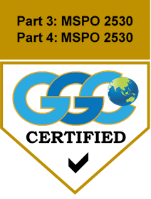 Part 3: MSPO 2530
Part 4: MSPO 2530
GGC
CERTIFIED